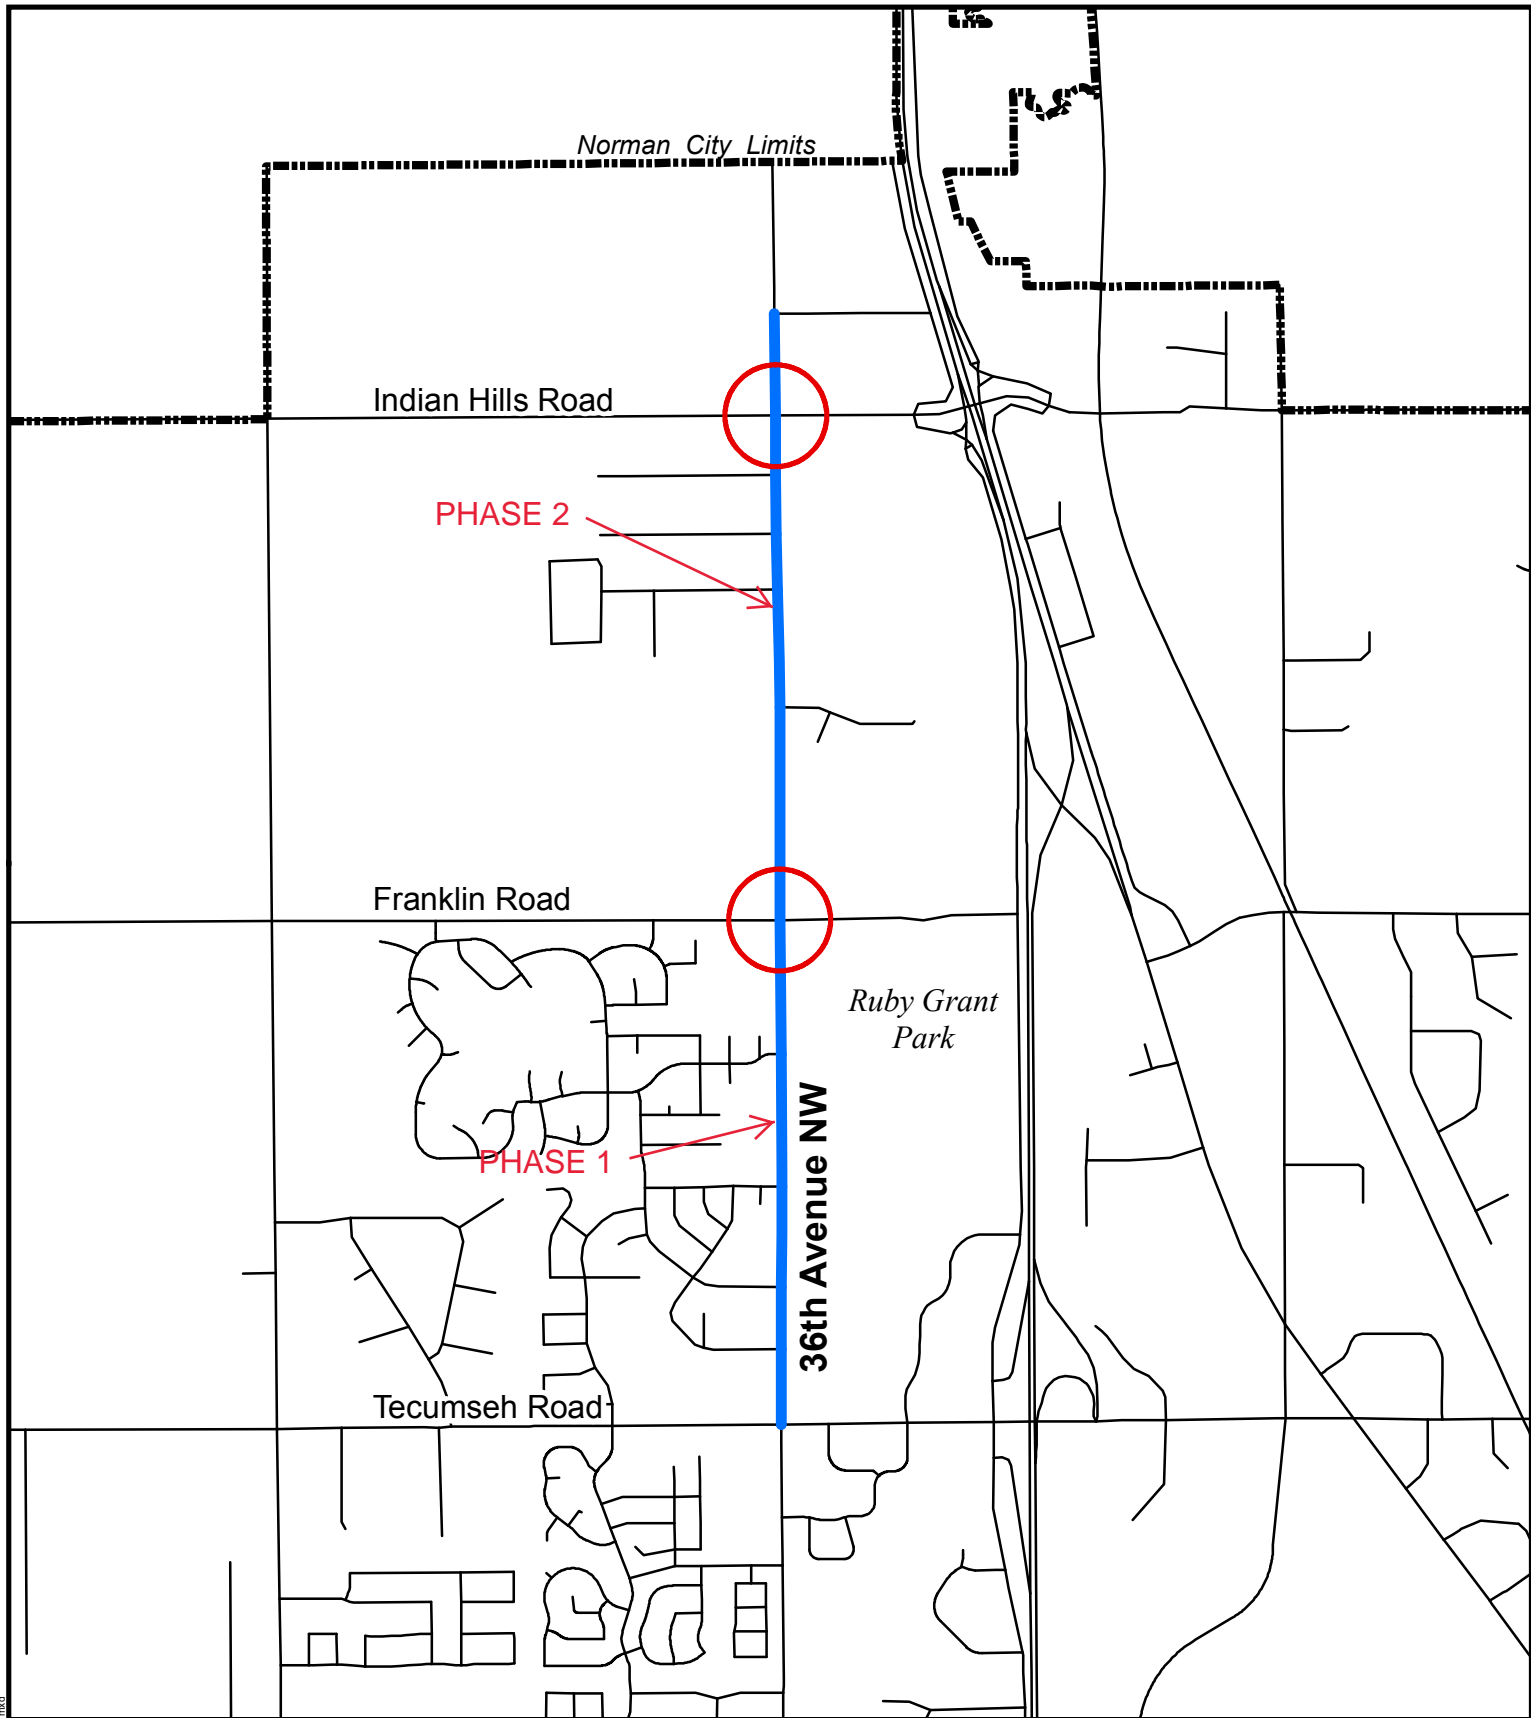 Norman City Limits
Indian Hills Road
PHASE 2
Franklin Road
Ruby Grant
Park
36th Avenue NW
PHASE 1
Tecumseh Road